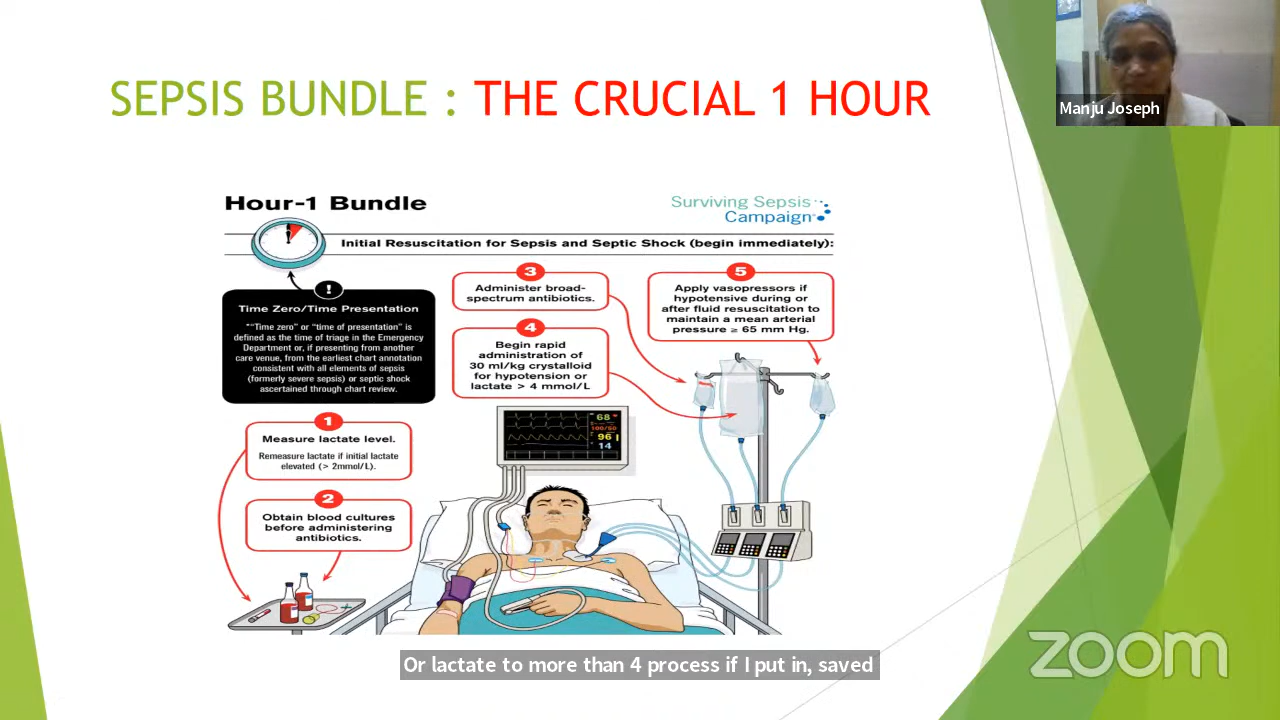 SEPSIS BUNDLE : THE CRUCIAL 1 HOUR
Manju Joseph
Hour-1 Bundle
Surviving Sepsis
Campaign
Initial Resuscitation for Sepsis and Septic Shock (begin immediately):
!
Time Zero/Time Presentation
*“Time zero” or “time of presentation” is
defined as the time of triage in the Emergency
Department or, if presenting from another
care venue, from the earliest chart annotation
consistent with all elements of sepsis
(formerly severe sepsis) or septic shock
ascertained through chart review.
1
Measure lactate level.
Remeasure lactate if initial lactate
elevated (> 2mmol/L).
2
Obtain blood cultures
before administering
antibiotics.
3
Administer broad-
spectrum antibiotics.
4
Begin rapid
administration of
30 ml/kg crystalloid
for hypotension or
lactate > 4 mmol/L
5
Apply vasopressors if
hypotensive during or
after fluid resuscitation to
maintain a mean arterial
pressure ≥ 65 mm Hg.
68
100/50
96
14
Or lactate to more than 4 process if I put in, saved
zoom